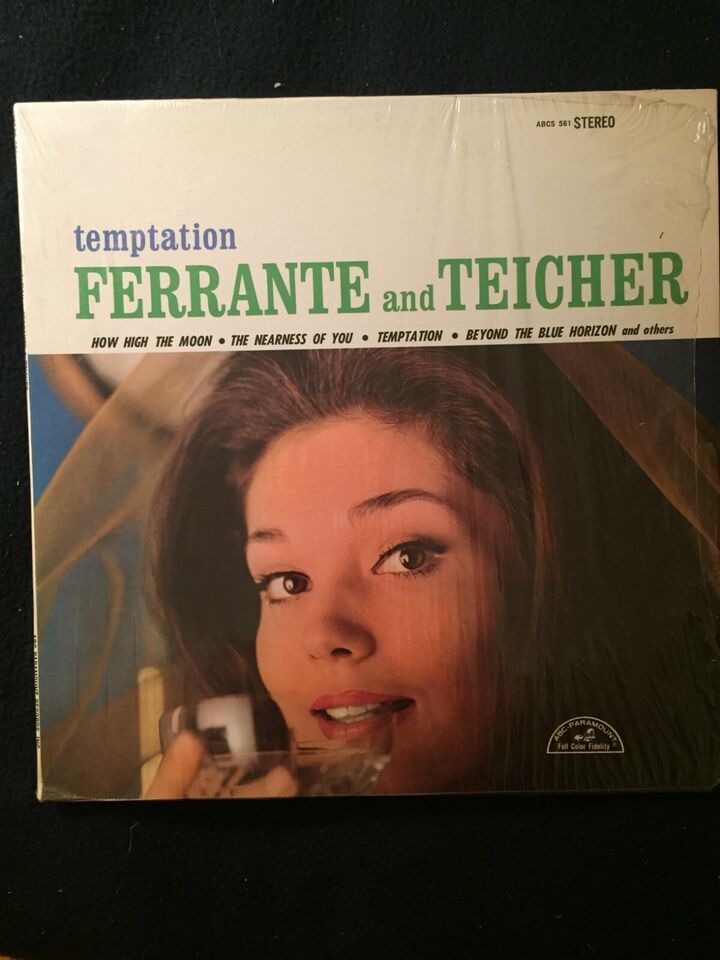 ABCS 561 STEREO
temptation
FERRANTE and TEICHER
HOW HIGH THE MOON • THE NEARNESS OF YOU • TEMPTATION • BEYOND THE BLUE HORIZON and others
ABC-PARAMOUNT
Full Color Fidelity